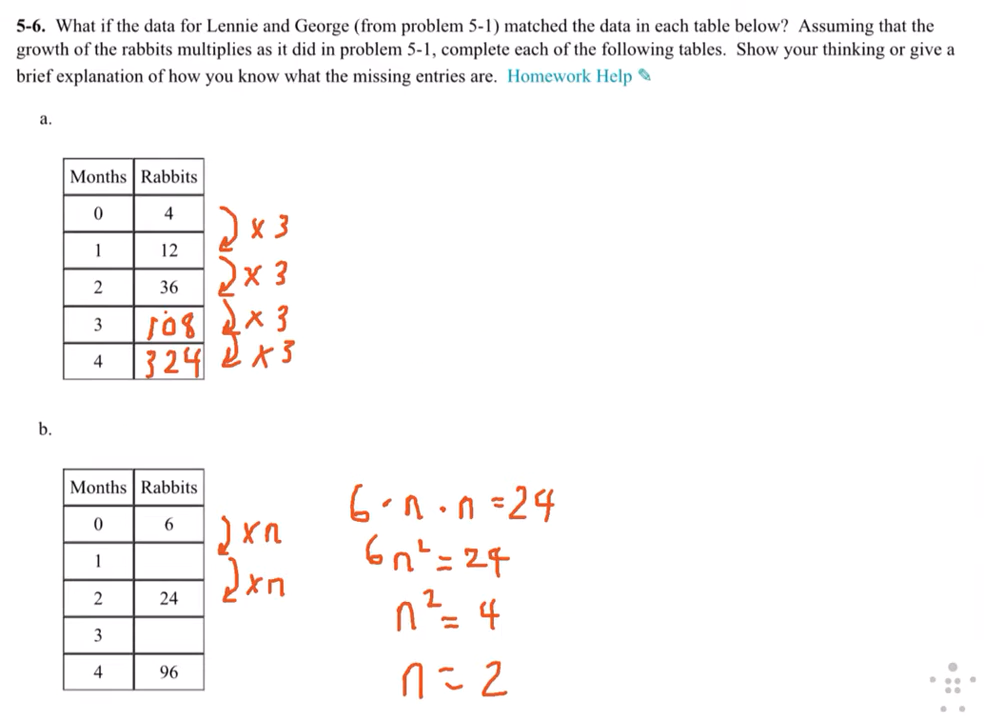 5-6. What if the data for Lennie and George (from problem 5-1) matched the data in each table below? Assuming that the
growth of the rabbits multiplies as it did in problem 5-1, complete each of the following tables. Show your thinking or give a
brief explanation of how you know what the missing entries are. Homework Help ✎
a.
Months Rabbits
0 4
x 3
1 12
x 3
2 36
3 108 x 3
4 324 x 3
b.
Months Rabbits
6 · n · n = 24
0 6
x n
1
6n² = 24
x n
2 24
n² = 4
3
4 96
n = 2